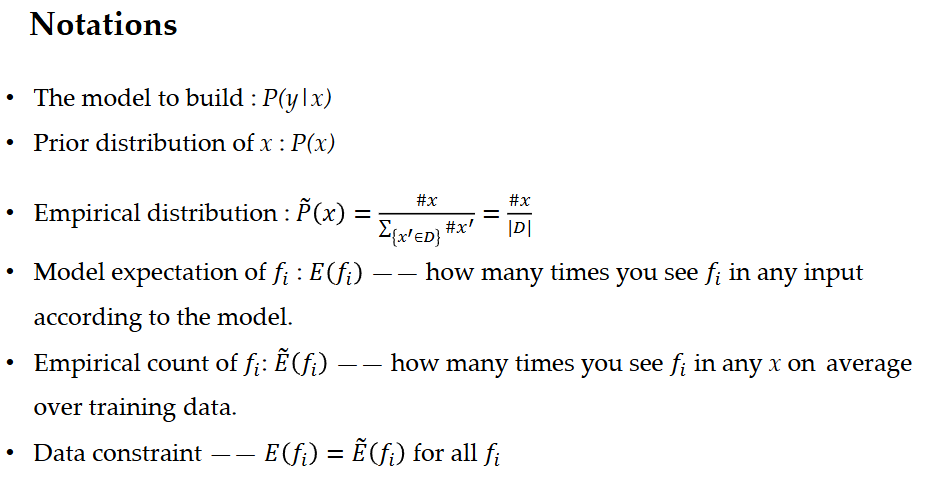 Notations
• The model to build : P(y|x)
• Prior distribution of x : P(x)
• Empirical distribution : P̃(x) = #x / Σ_{x′∈D} #x′ = #x / |D|
• Model expectation of fᵢ : E(fᵢ) —— how many times you see fᵢ in any input
according to the model.
• Empirical count of fᵢ: Ẽ(fᵢ) —— how many times you see fᵢ in any x on average
over training data.
• Data constraint —— E(fᵢ) = Ẽ(fᵢ) for all fᵢ